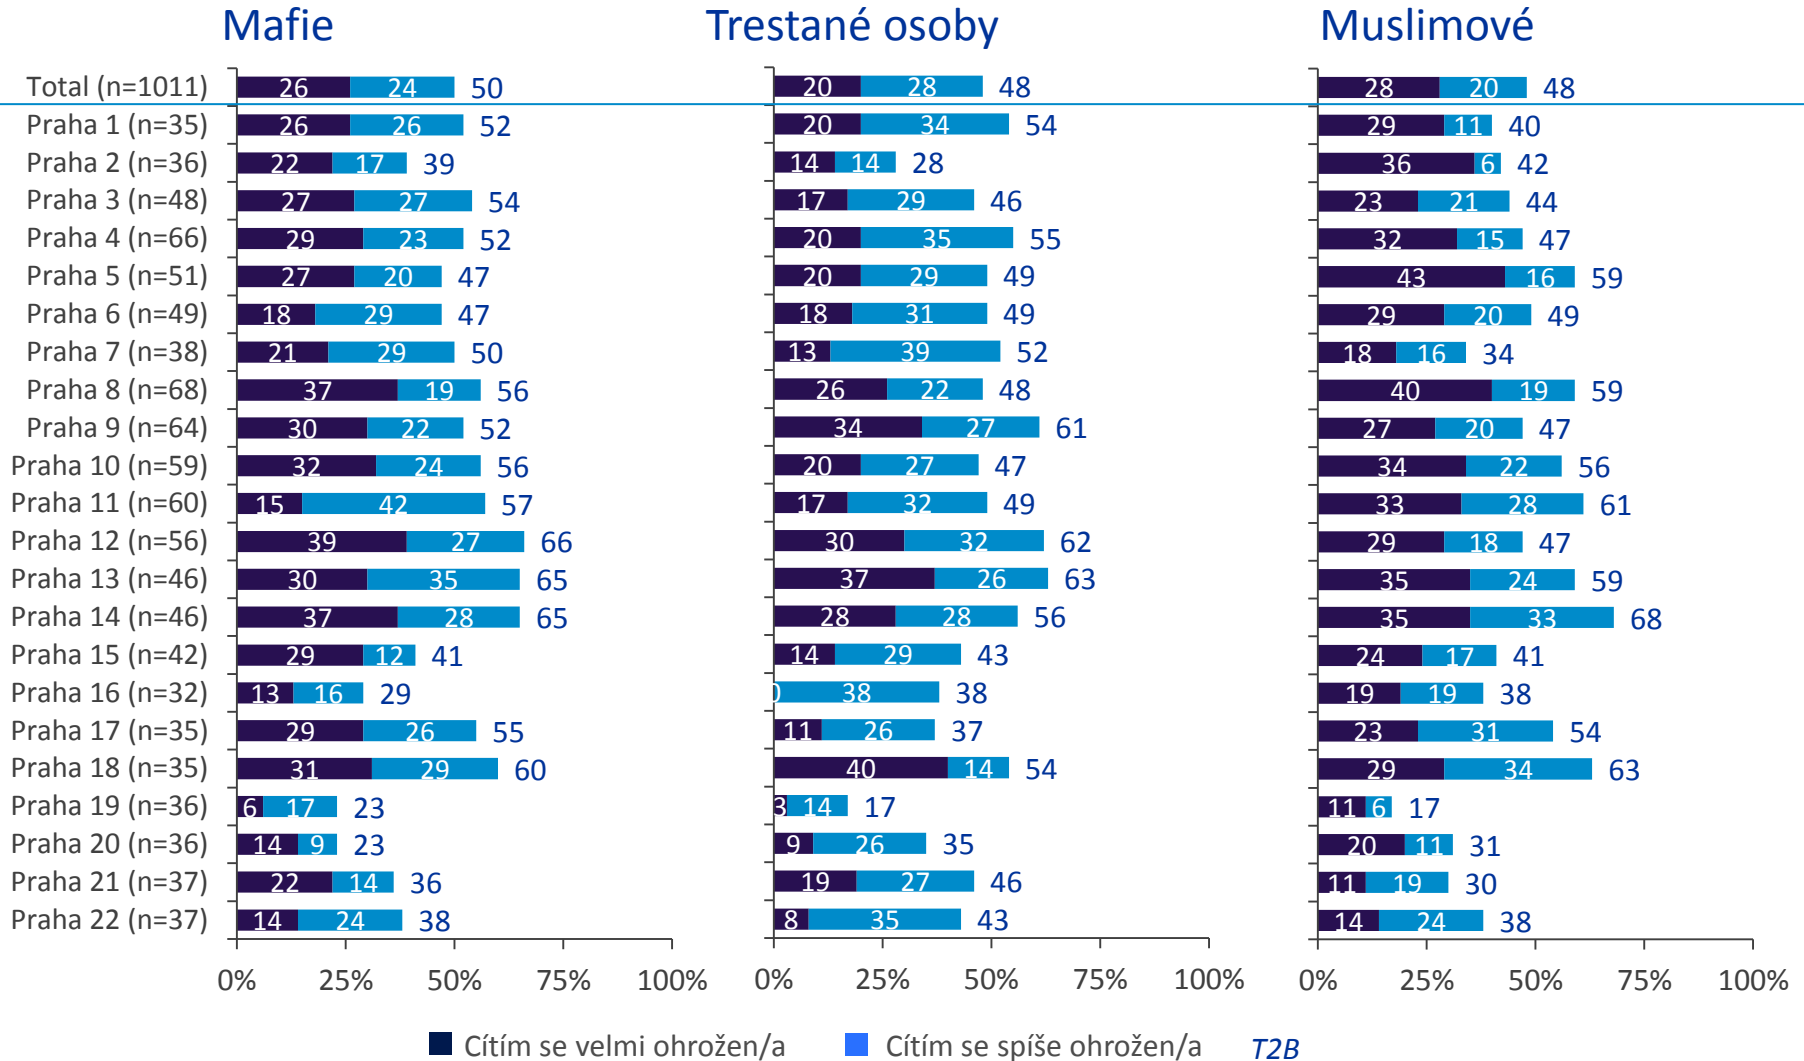 Mafie Trestané osoby Muslimové
Total (n=1011) 26 24 50 20 28 48 28 20 48
Praha 1 (n=35) 26 26 52 20 34 54 29 11 40
Praha 2 (n=36) 22 17 39 14 14 28 36 6 42
Praha 3 (n=48) 27 27 54 17 29 46 23 21 44
Praha 4 (n=66) 29 23 52 20 35 55 32 15 47
Praha 5 (n=51) 27 20 47 20 29 49 43 16 59
Praha 6 (n=49) 18 29 47 18 31 49 29 20 49
Praha 7 (n=38) 21 29 50 13 39 52 18 16 34
Praha 8 (n=68) 37 19 56 26 22 48 40 19 59
Praha 9 (n=64) 30 22 52 34 27 61 27 20 47
Praha 10 (n=59) 32 24 56 20 27 47 34 22 56
Praha 11 (n=60) 15 42 57 17 32 49 33 28 61
Praha 12 (n=56) 39 27 66 30 32 62 29 18 47
Praha 13 (n=46) 30 35 65 37 26 63 35 24 59
Praha 14 (n=46) 37 28 65 28 28 56 35 33 68
Praha 15 (n=42) 29 12 41 14 29 43 24 17 41
Praha 16 (n=32) 13 16 29 0 38 38 19 19 38
Praha 17 (n=35) 29 26 55 11 26 37 23 31 54
Praha 18 (n=35) 31 29 60 40 14 54 29 34 63
Praha 19 (n=36) 6 17 23 3 14 17 11 6 17
Praha 20 (n=36) 14 9 23 9 26 35 20 11 31
Praha 21 (n=37) 22 14 36 19 27 46 11 19 30
Praha 22 (n=37) 14 24 38 8 35 43 14 24 38
0% 25% 50% 75% 100% 0% 25% 50% 75% 100% 0% 25% 50% 75% 100%
Cítím se velmi ohrožen/a Cítím se spíše ohrožen/a T2B